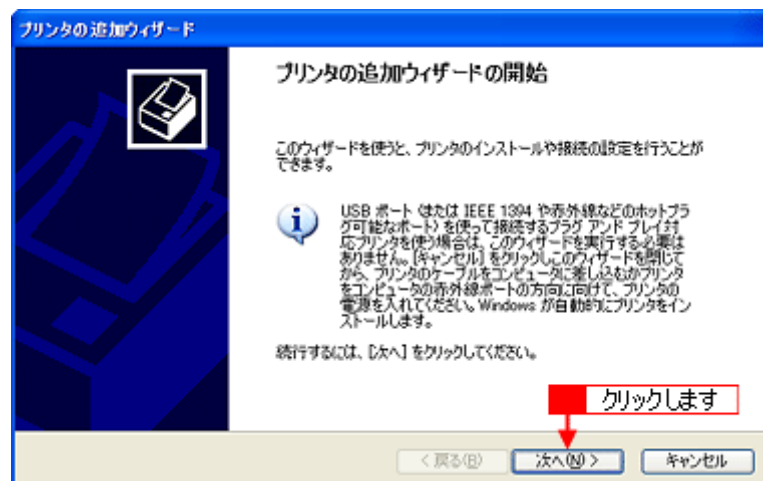 プリンタの追加ウィザード
プリンタの追加ウィザードの開始
このウィザードを使うと、プリンタのインストールや接続の設定を行うことが
できます。
USB ポート (または IEEE 1394 や赤外線などのホットプラ
グ可能なポート) を使って接続するプラグ アンド プレイ対
応プリンタを使う場合は、このウィザードを実行する必要は
ありません。[キャンセル] をクリックしこのウィザードを閉じて
から、プリンタのケーブルをコンピュータに差し込むかプリンタ
をコンピュータの赤外線ポートの方向に向けて、プリンタの
電源を入れてください。Windows が自動的にプリンタをイン
ストールします。
続行するには、[次へ] をクリックしてください。
クリックします
< 戻る(B)
次へ(N) >
キャンセル